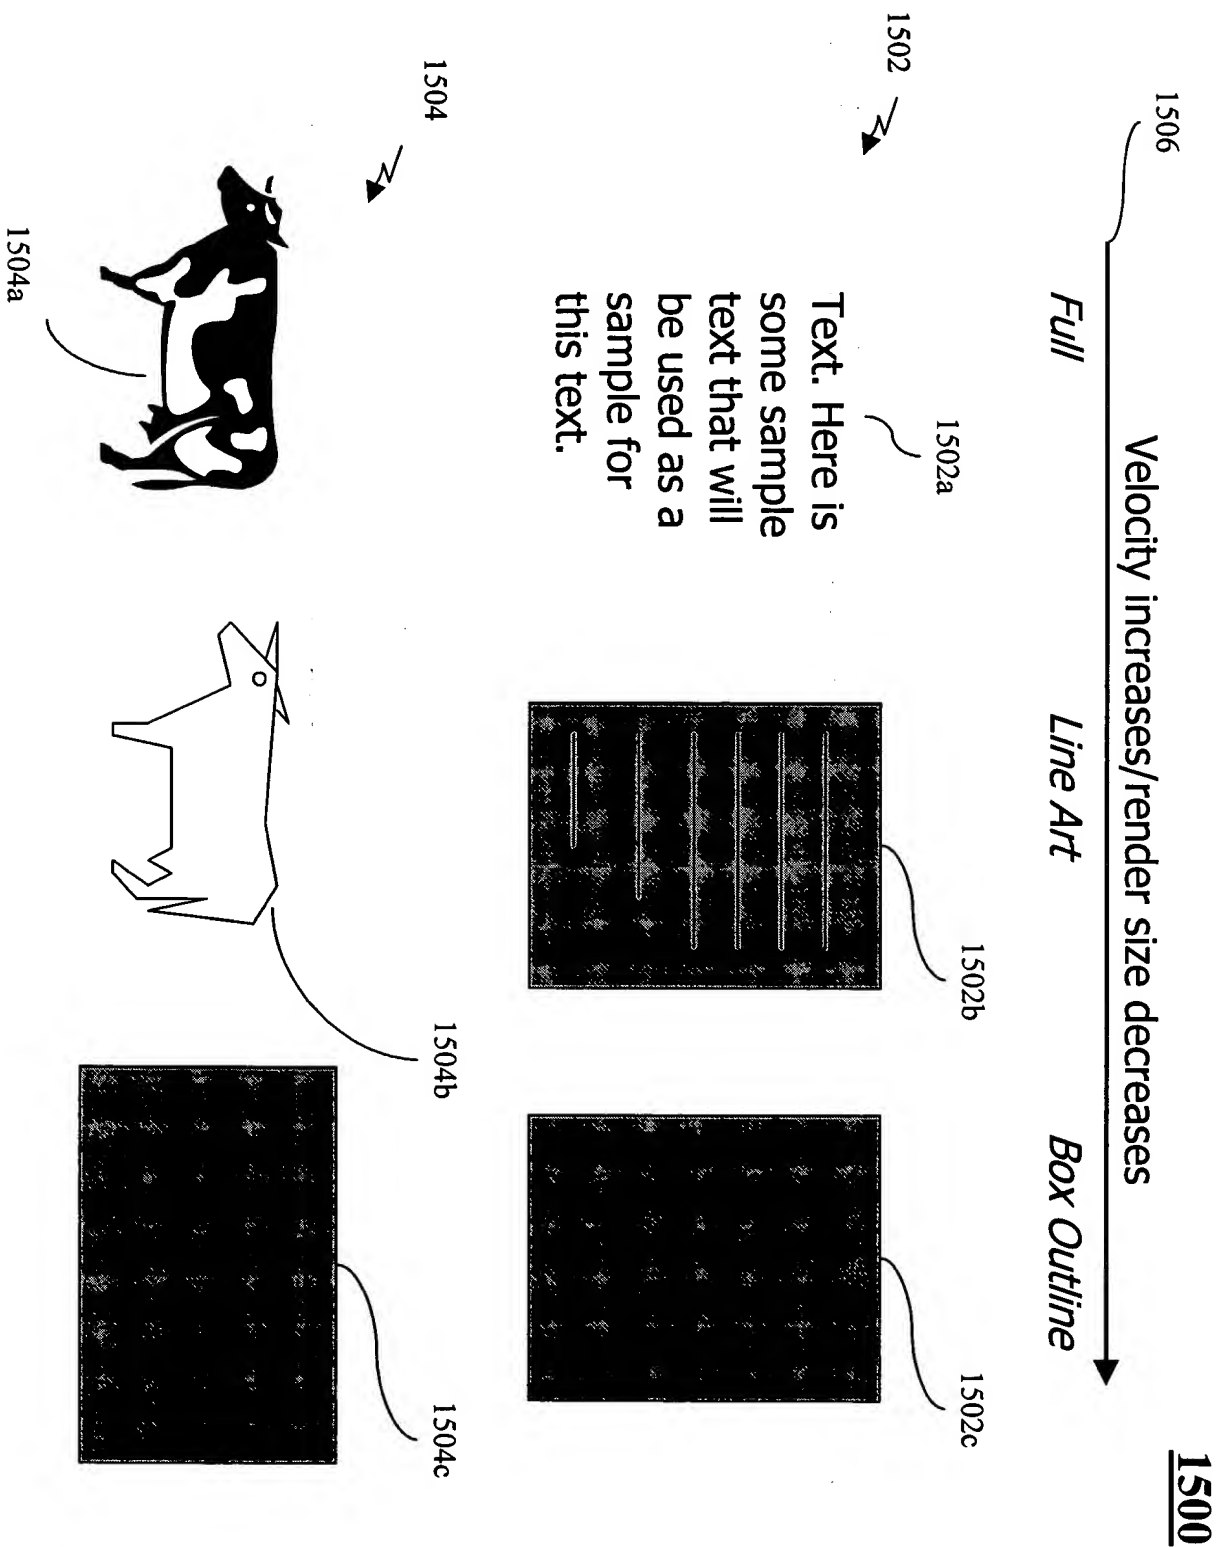 1500
Velocity increases/render size decreases
1506
Full
Line Art
Box Outline
1502
1502a
1502b
1502c
Text. Here is
some sample
text that will
be used as a
sample for
this text.
1504
1504b
1504c
1504a